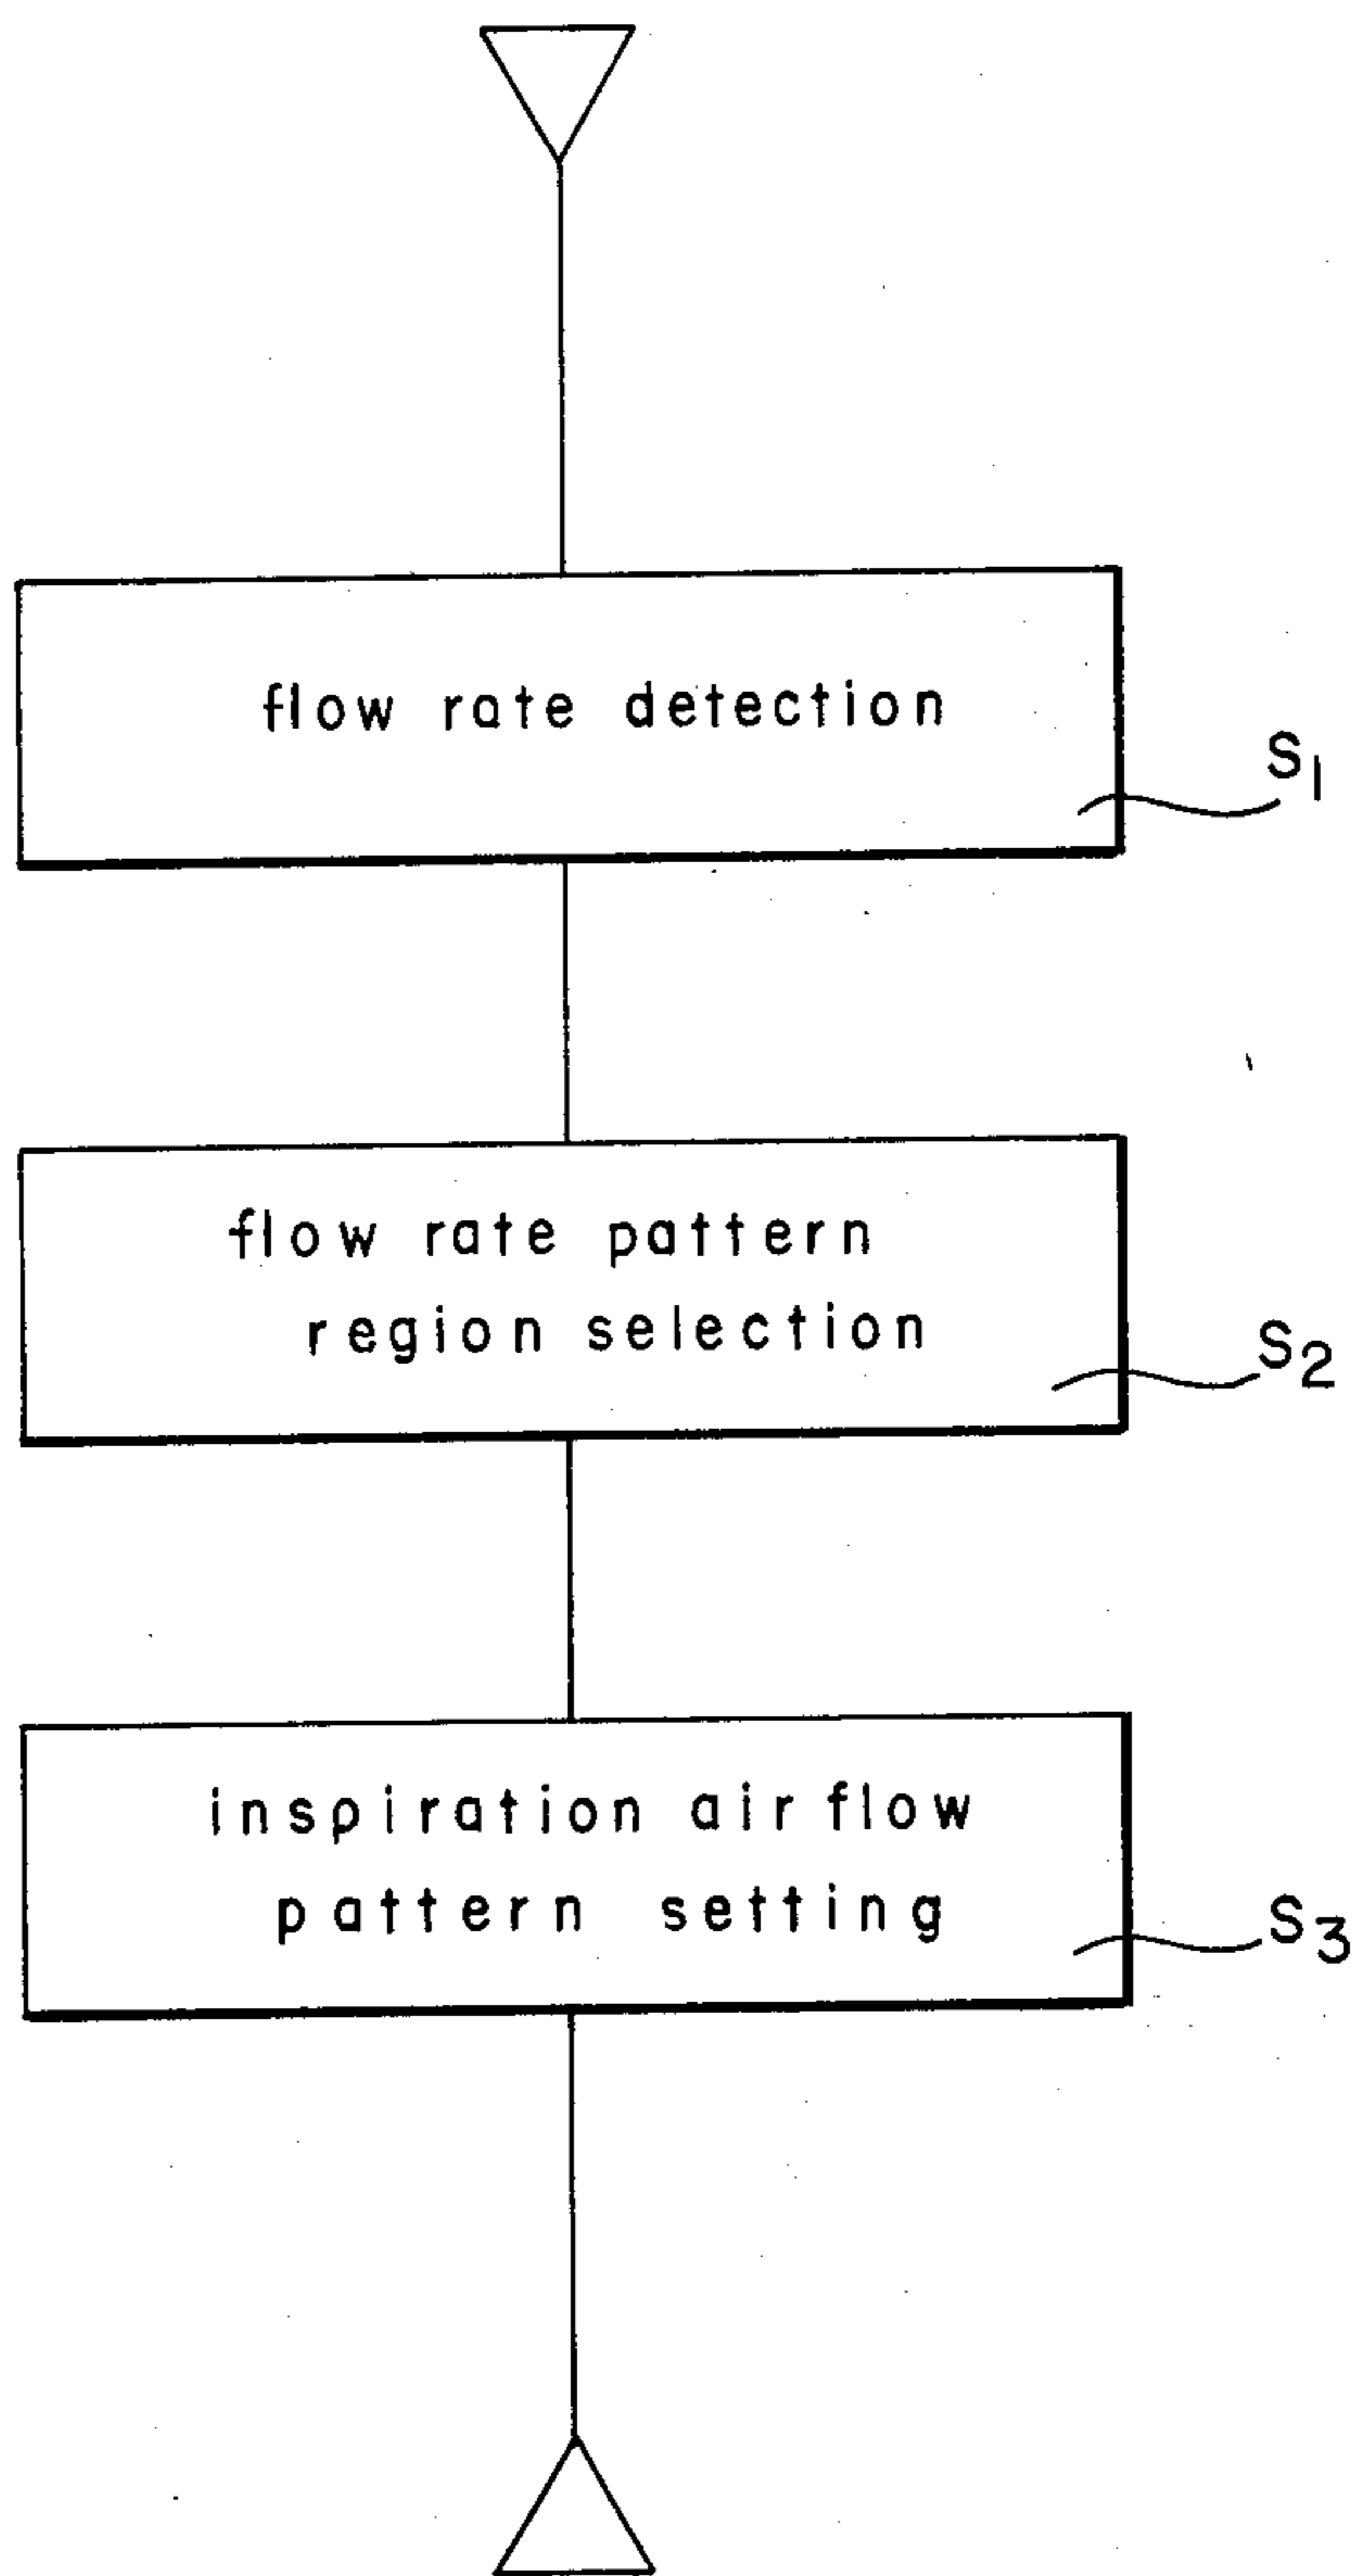 flow rate detection
S1
flow rate pattern
region selection
S2
inspiration air flow
pattern setting
S3